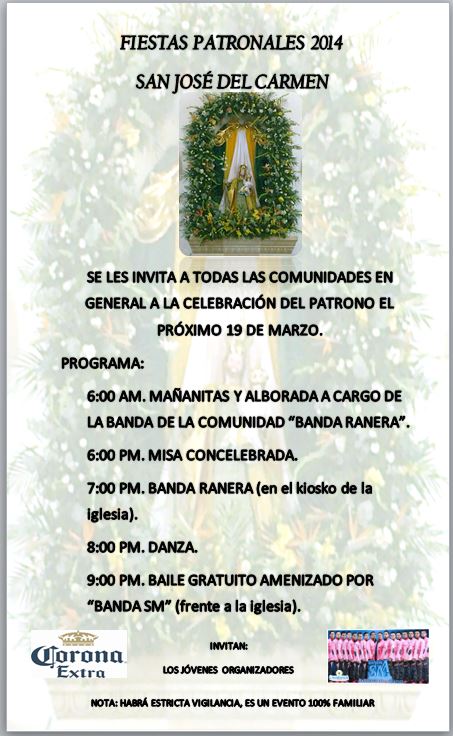 FIESTAS PATRONALES 2014
SAN JOSÉ DEL CARMEN
SE LES INVITA A TODAS LAS COMUNIDADES EN
GENERAL A LA CELEBRACIÓN DEL PATRONO EL
PRÓXIMO 19 DE MARZO.
PROGRAMA:
6:00 AM. MAÑANITAS Y ALBORADA A CARGO DE
LA BANDA DE LA COMUNIDAD “BANDA RANERA”.
6:00 PM. MISA CONCELEBRADA.
7:00 PM. BANDA RANERA (en el kiosko de la
iglesia).
8:00 PM. DANZA.
9:00 PM. BAILE GRATUITO AMENIZADO POR
“BANDA SM” (frente a la iglesia).
Corona
Extra
INVITAN:
LOS JÓVENES ORGANIZADORES
NOTA: HABRÁ ESTRICTA VIGILANCIA, ES UN EVENTO 100% FAMILIAR